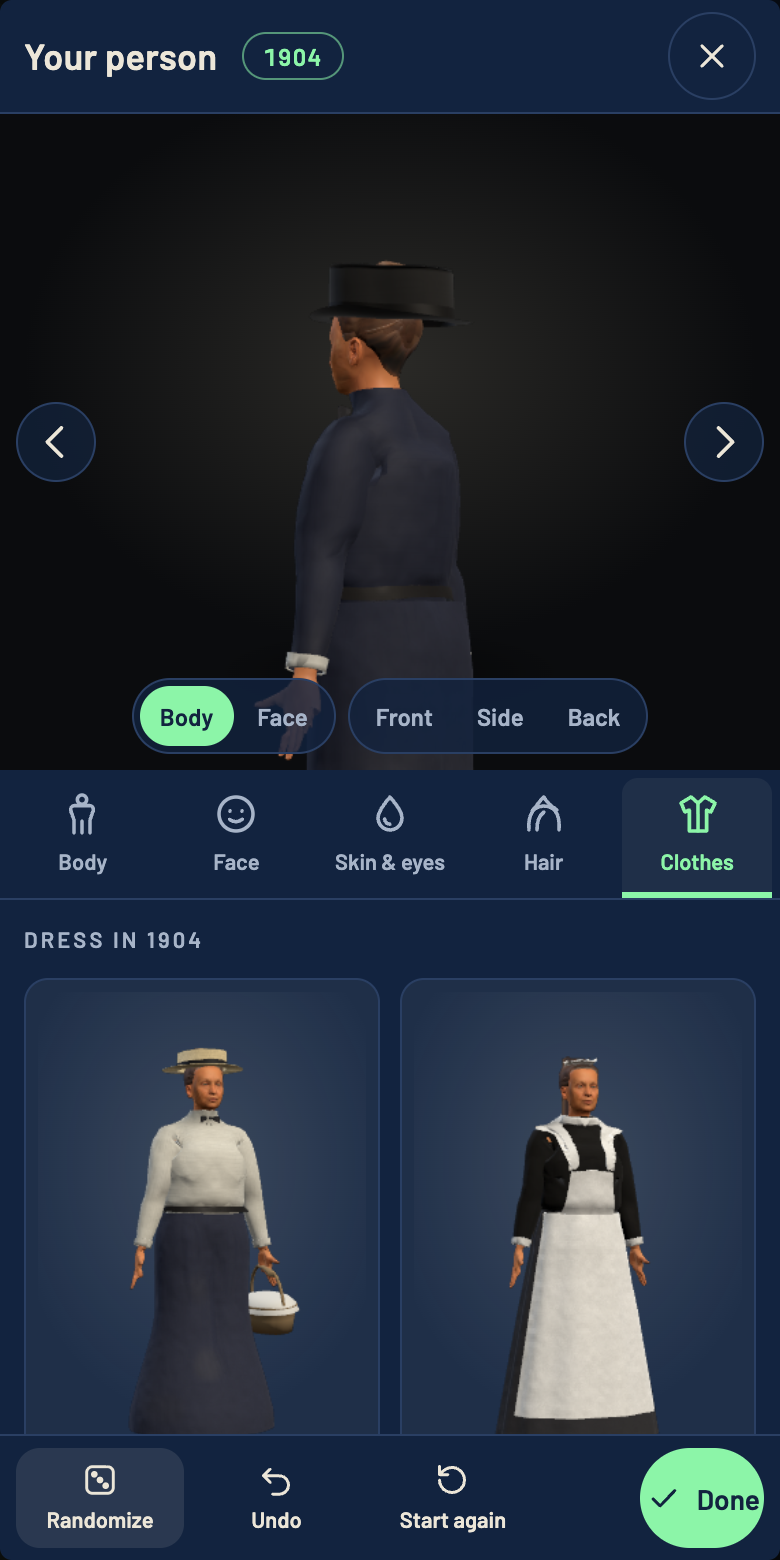 Your person
1904
Body
Face
Front
Side
Back
Body
Face
Skin & eyes
Hair
Clothes
DRESS IN 1904
Randomize
Undo
Start again
Done